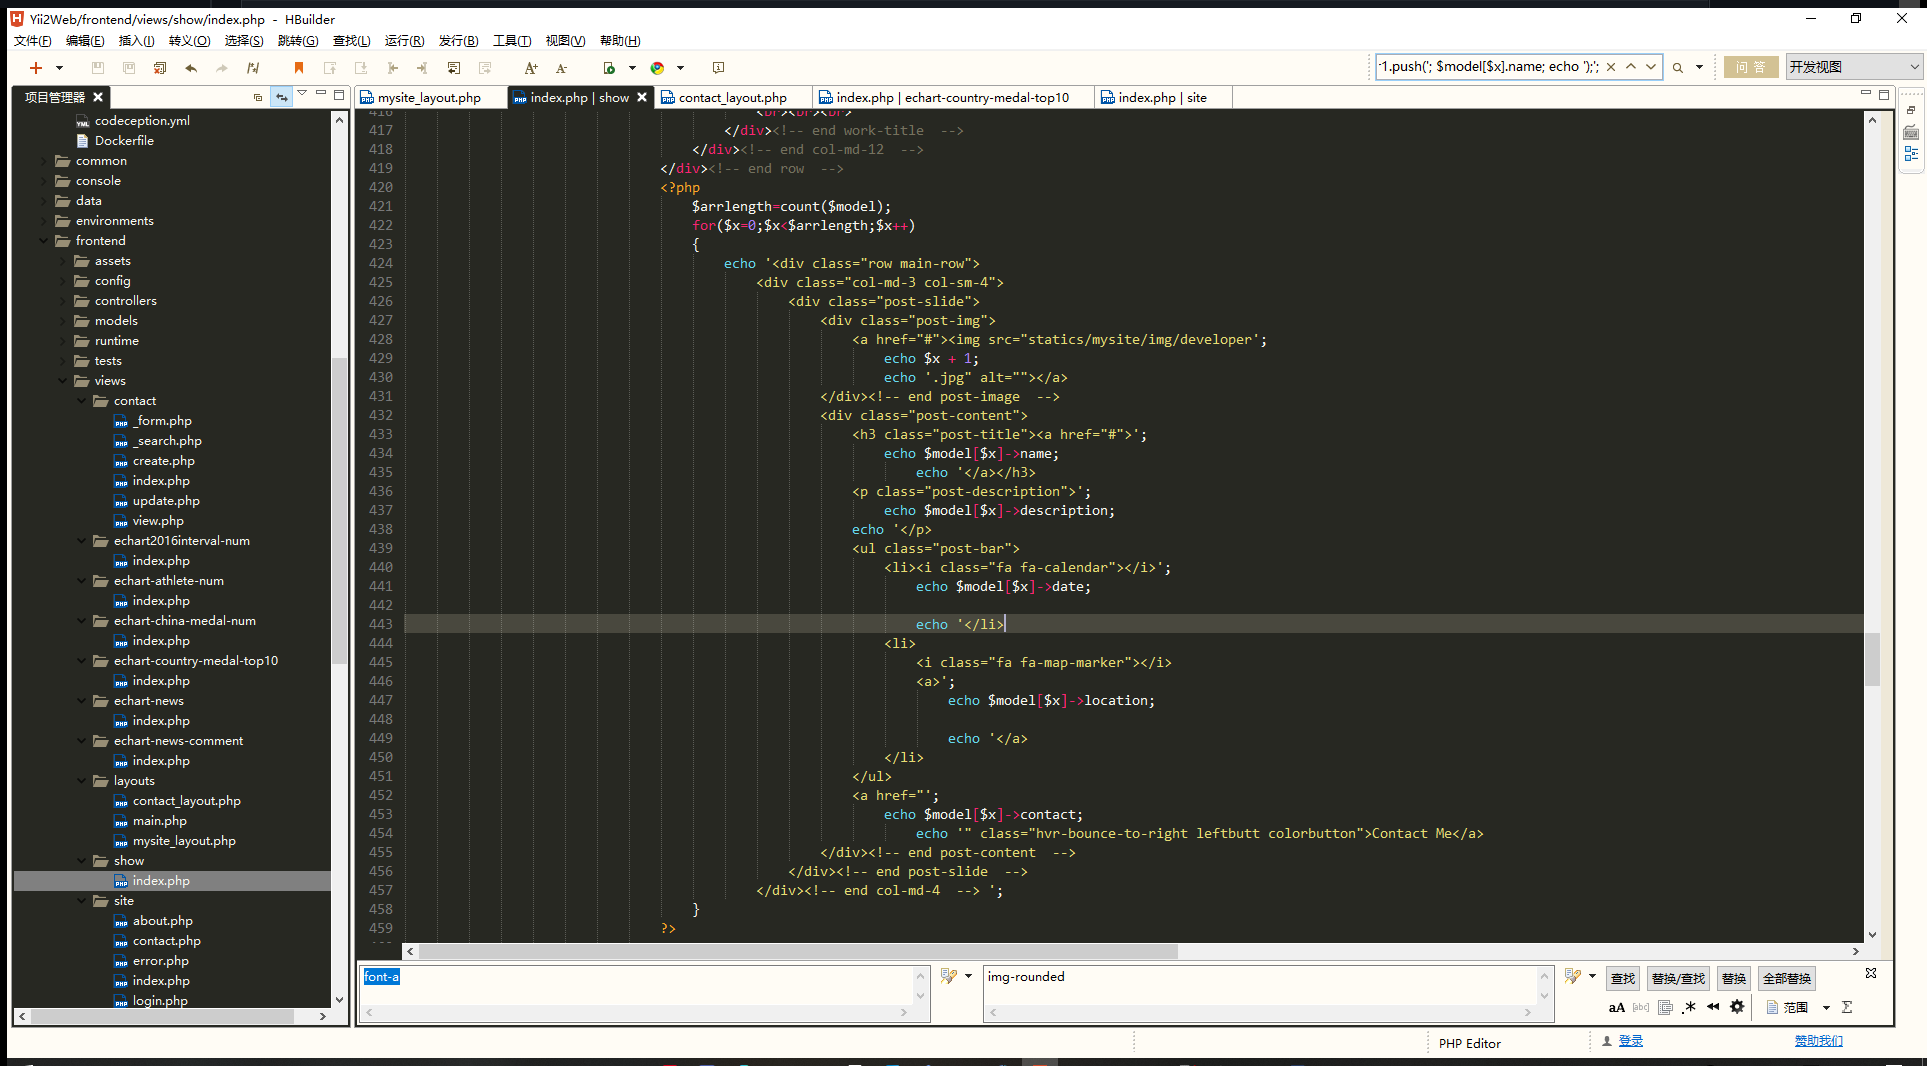 Yii2Web/frontend/views/show/index.php - HBuilder
文件(F) 编辑(E) 插入(I) 转义(O) 选择(S) 跳转(G) 查找(L) 运行(R) 发行(B) 工具(T) 视图(V) 帮助(H)
1.push('; $model[$x].name; echo ');';
问 答
开发视图
项目管理器
mysite_layout.php
index.php | show
contact_layout.php
index.php | echart-country-medal-top10
index.php | site
codeception.yml
Dockerfile
common
console
data
environments
frontend
assets
config
controllers
models
runtime
tests
views
contact
_form.php
_search.php
create.php
index.php
update.php
view.php
echart2016interval-num
index.php
echart-athlete-num
index.php
echart-china-medal-num
index.php
echart-country-medal-top10
index.php
echart-news
index.php
echart-news-comment
index.php
layouts
contact_layout.php
main.php
mysite_layout.php
show
index.php
site
about.php
contact.php
error.php
index.php
login.php
416 <br><br><br>
417 </div><!-- end work-title  -->
418 </div><!-- end col-md-12  -->
419 </div><!-- end row  -->
420 <?php
421 $arrlength=count($model);
422 for($x=0;$x<$arrlength;$x++)
423 {
424 echo '<div class="row main-row">
425 <div class="col-md-3 col-sm-4">
426 <div class="post-slide">
427 <div class="post-img">
428 <a href="#"><img src="statics/mysite/img/developer';
429 echo $x + 1;
430 echo '.jpg" alt=""></a>
431 </div><!-- end post-image  -->
432 <div class="post-content">
433 <h3 class="post-title"><a href="#">';
434 echo $model[$x]->name;
435 echo '</a></h3>
436 <p class="post-description">';
437 echo $model[$x]->description;
438 echo '</p>
439 <ul class="post-bar">
440 <li><i class="fa fa-calendar"></i>';
441 echo $model[$x]->date;
442
443 echo '</li>
444 <li>
445 <i class="fa fa-map-marker"></i>
446 <a>';
447 echo $model[$x]->location;
448
449 echo '</a>
450 </li>
451 </ul>
452 <a href="';
453 echo $model[$x]->contact;
454 echo '" class="hvr-bounce-to-right leftbutt colorbutton">Contact Me</a>
455 </div><!-- end post-content  -->
456 </div><!-- end post-slide  -->
457 </div><!-- end col-md-4  --> ';
458 }
459 ?>
font-a
img-rounded
查找 替换/查找 替换 全部替换
aA [abc] .* 范围 Σ
PHP Editor
登录
赞助我们